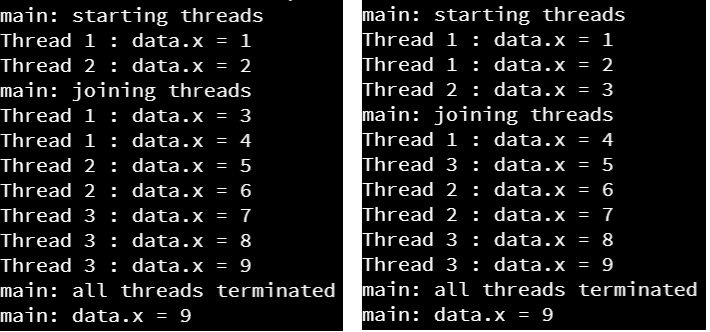 main: starting threads
Thread 1 : data.x = 1
Thread 2 : data.x = 2
main: joining threads
Thread 1 : data.x = 3
Thread 1 : data.x = 4
Thread 2 : data.x = 5
Thread 2 : data.x = 6
Thread 3 : data.x = 7
Thread 3 : data.x = 8
Thread 3 : data.x = 9
main: all threads terminated
main: data.x = 9
main: starting threads
Thread 1 : data.x = 1
Thread 1 : data.x = 2
Thread 2 : data.x = 3
main: joining threads
Thread 1 : data.x = 4
Thread 3 : data.x = 5
Thread 2 : data.x = 6
Thread 2 : data.x = 7
Thread 3 : data.x = 8
Thread 3 : data.x = 9
main: all threads terminated
main: data.x = 9